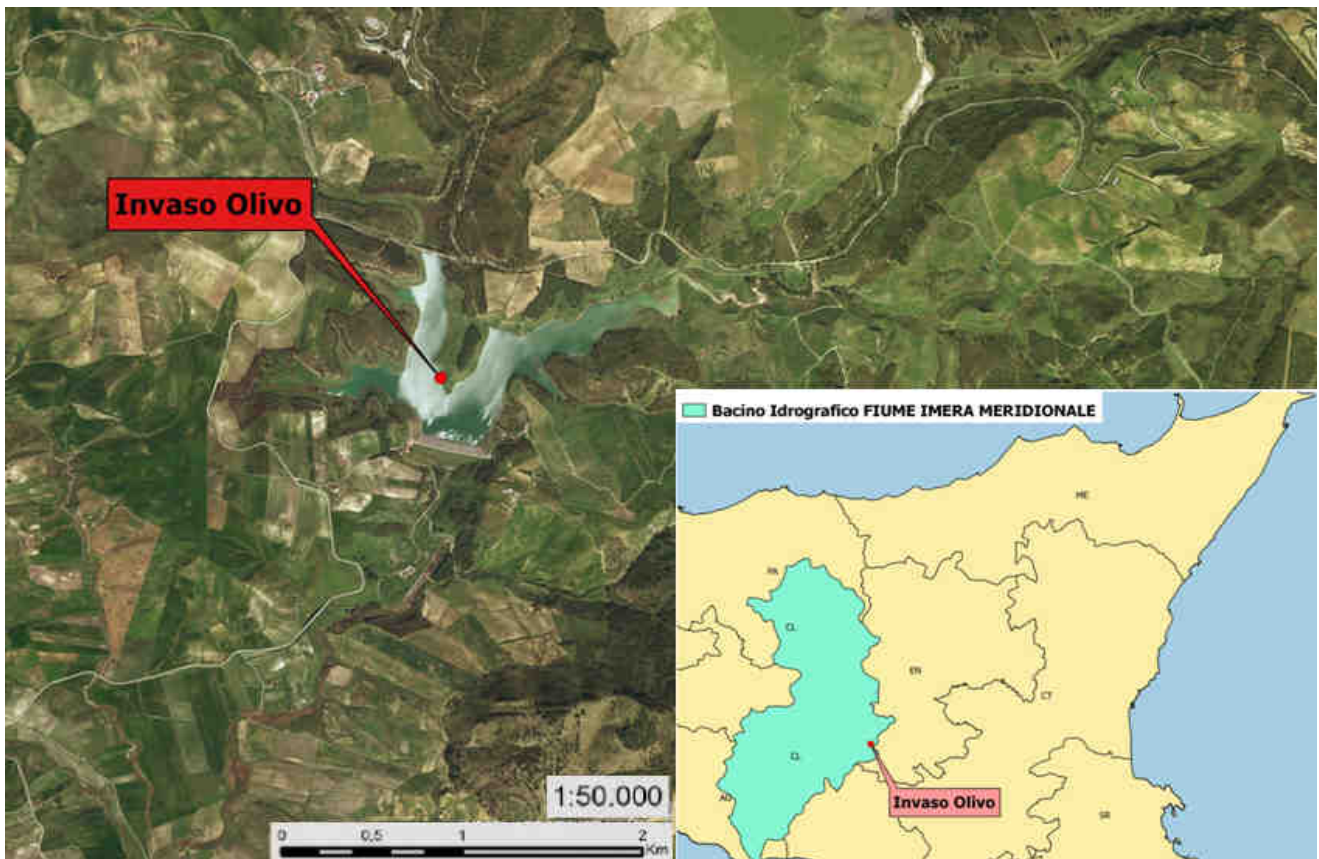 Invaso Olivo
Bacino Idrografico FIUME IMERA MERIDIONALE
ME
PA
CL
EN
CT
CL
AG
Invaso Olivo
SR
1:50.000
0 0,5 1 2
Km